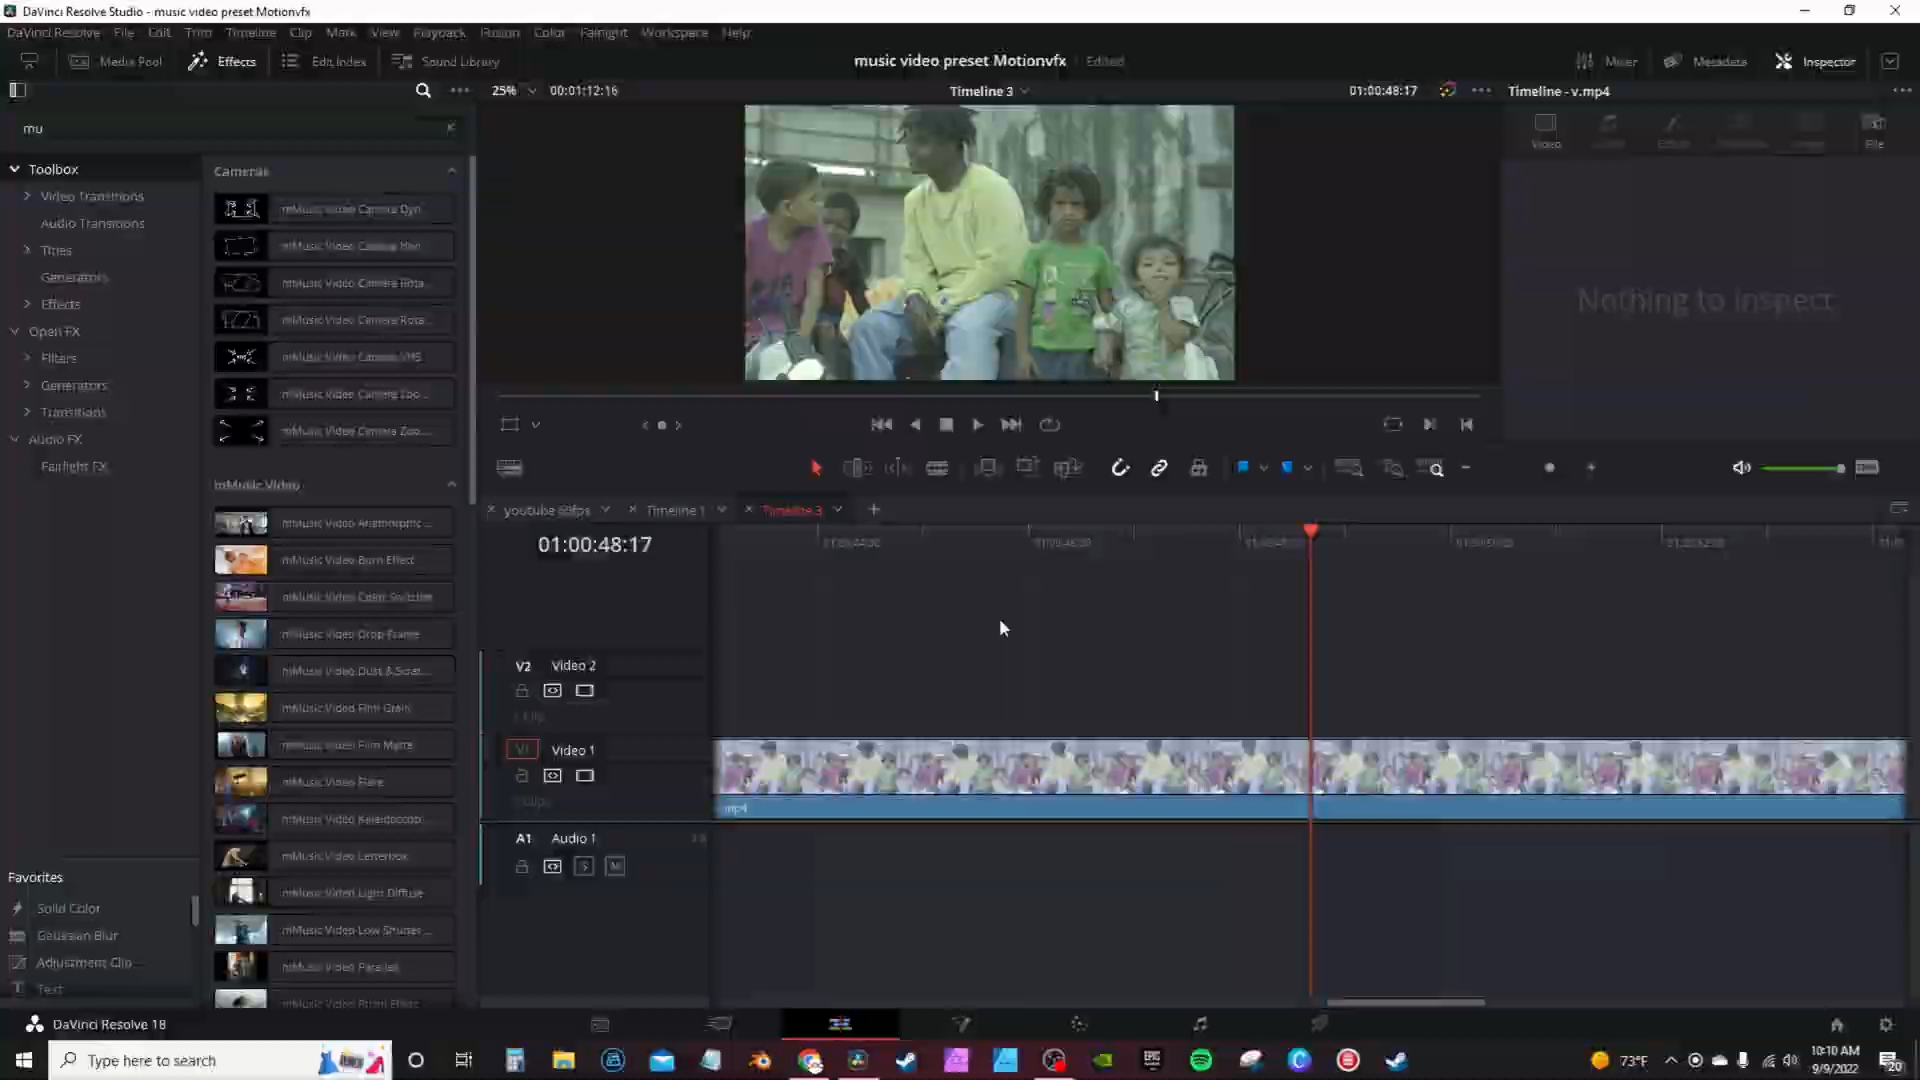 DaVinci Resolve Studio - music video preset Motionvfx
DaVinci Resolve File Edit Trim Timeline Clip Mark View Playback Fusion Color Fairlight Workspace Help
Media Pool Effects Edit Index Sound Library music video preset Motionvfx Edited Mixer Metadata Inspector
25% 00:01:12:16 Timeline 3 01:00:48:17 Timeline - v.mp4
mu
Video File
Toolbox
Video Transitions
Audio Transitions
Titles
Generators
Effects
Open FX
Filters
Generators
Transitions
Audio FX
Fairlight FX
Favorites
Solid Color
Gaussian Blur
Adjustment Clip...
Text
Cameras
mMusic Video Camera Dyn...
mMusic Video Camera
mMusic Video Camera Rota...
mMusic Video Camera Rota...
mMusic Video Camera VHS
mMusic Video Camera Zoo...
mMusic Video Camera Zoo...
mMusic Video
mMusic Video Anamorphic ...
mMusic Video Burn Effect
mMusic Video Color Switcher
mMusic Video Drop Frame
mMusic Video Dust & Scrat...
mMusic Video Film Grain
mMusic Video Film Matte
mMusic Video Flare
mMusic Video Kaleidoscop...
mMusic Video Letterbox
mMusic Video Light Diffuse
mMusic Video Low Shutter ...
mMusic Video Parallel
mMusic Video Prism Effect
Nothing to inspect
youtube 60fps Timeline 1 Timeline 3
01:00:48:17
V2 Video 2
1 Clip
V1 Video 1
.mp4
A1 Audio 1
S M
DaVinci Resolve 18
Type here to search
EPIC
73°F
10:10 AM
9/9/2022
20